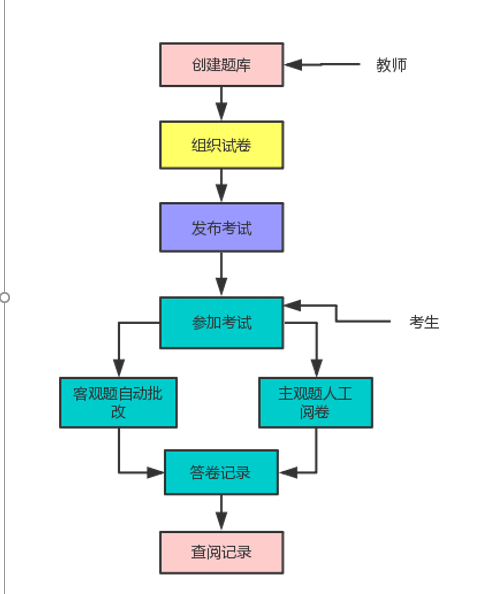 创建题库
教师
组织试卷
发布考试
参加考试
考生
客观题自动批
改
主观题人工
阅卷
答卷记录
查阅记录